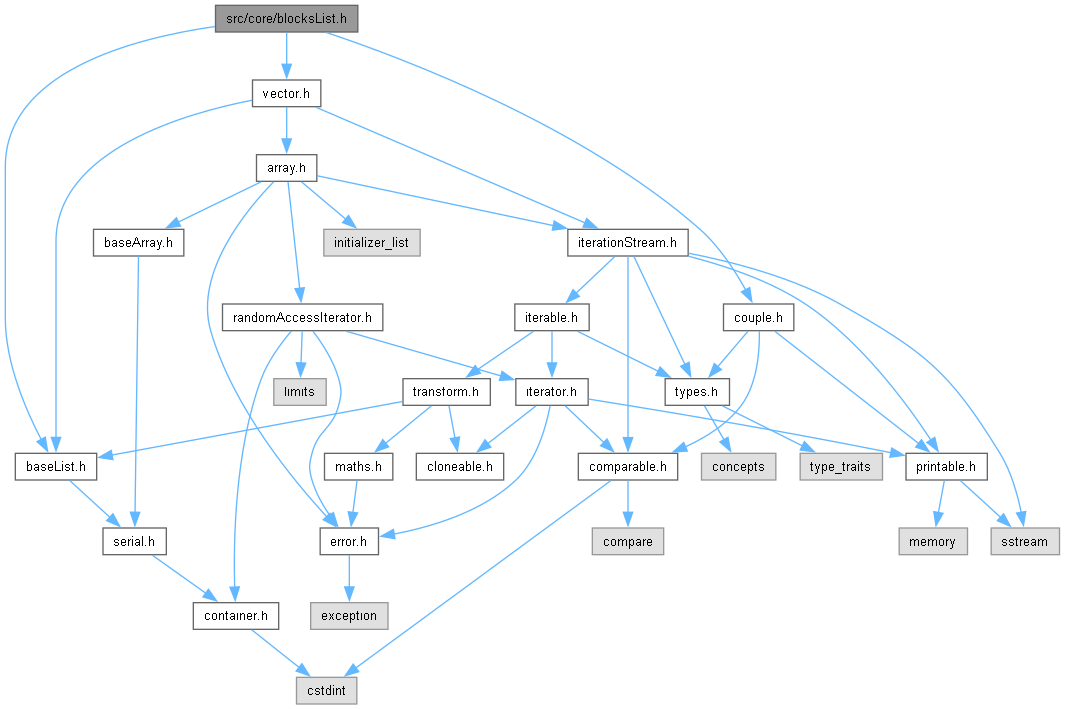 src/core/blocksList.h
vector.h
array.h
baseArray.h
initializer_list
iterationStream.h
randomAccessIterator.h
iterable.h
couple.h
limits
transform.h
iterator.h
types.h
baseList.h
maths.h
cloneable.h
comparable.h
concepts
type_traits
printable.h
serial.h
error.h
compare
memory
sstream
container.h
exception
cstdint